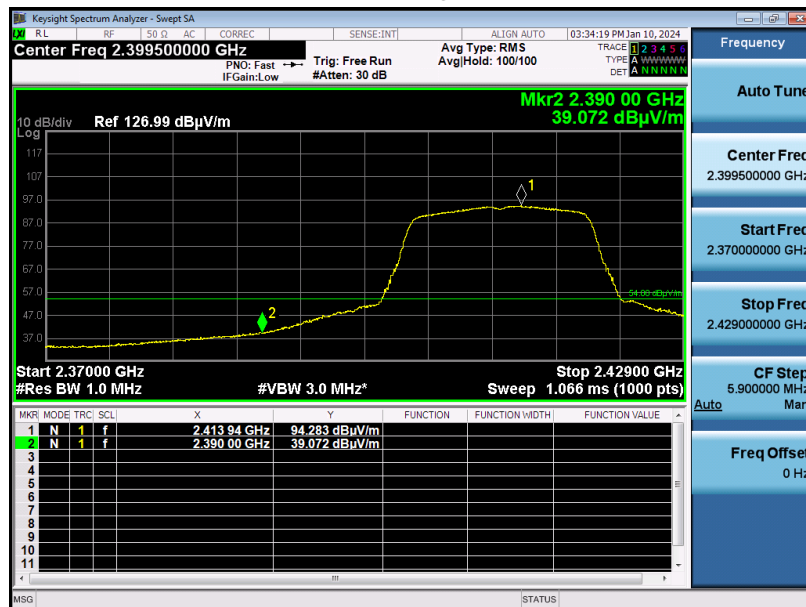 Keysight Spectrum Analyzer - Swept SA
LXI RL RF 50 Ω AC CORREC SENSE:INT ALIGN AUTO 03:34:19 PM Jan 10, 2024
Center Freq 2.399500000 GHz
PNO: Fast
IFGain:Low
Trig: Free Run
#Atten: 30 dB
Avg Type: RMS
Avg|Hold: 100/100
TRACE 1 2 3 4 5 6
TYPE A WWWWW
DET A N N N N N
Mkr2 2.390 00 GHz
39.072 dBµV/m
10 dB/div Ref 126.99 dBµV/m
Log
117
107
97.0
87.0
77.0
67.0
57.0
47.0
37.0
1
2
54.00 dBµV/m
Start 2.37000 GHz Stop 2.42900 GHz
#Res BW 1.0 MHz #VBW 3.0 MHz* Sweep 1.066 ms (1000 pts)
MKR MODE TRC SCL X Y FUNCTION FUNCTION WIDTH FUNCTION VALUE
1 N 1 f 2.413 94 GHz 94.283 dBµV/m
2 N 1 f 2.390 00 GHz 39.072 dBµV/m
3
4
5
6
7
8
9
10
11
MSG STATUS
Frequency
Auto Tune
Center Freq
2.399500000 GHz
Start Freq
2.370000000 GHz
Stop Freq
2.429000000 GHz
CF Step
5.900000 MHz
Auto Man
Freq Offset
0 Hz